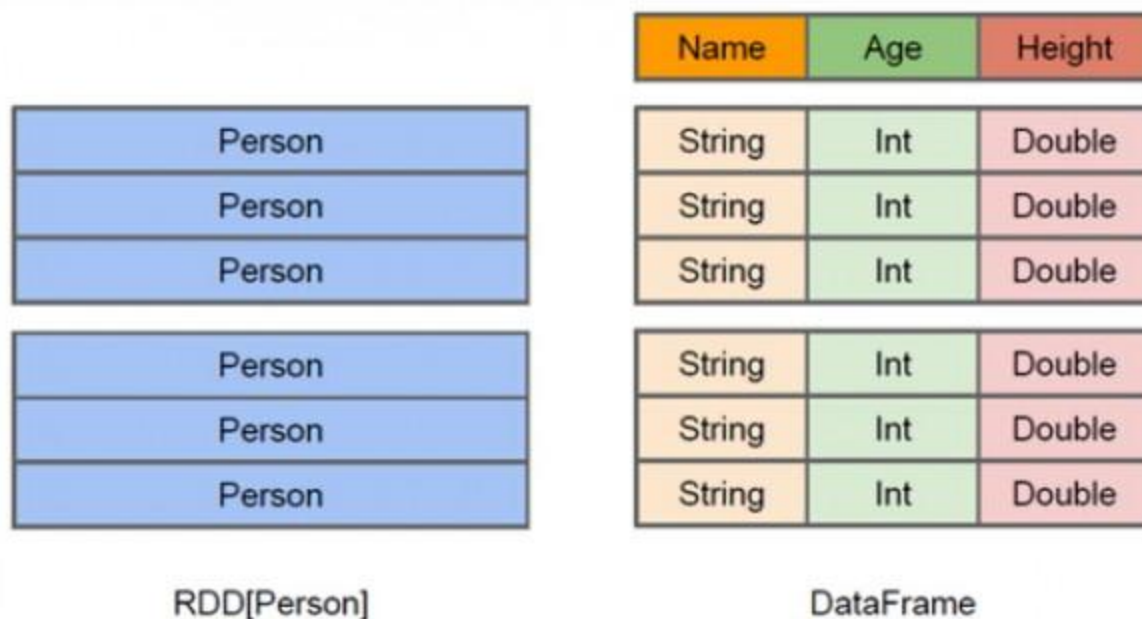 Name Age Height
Person String Int Double
Person String Int Double
Person String Int Double
Person String Int Double
Person String Int Double
Person String Int Double
RDD[Person] DataFrame